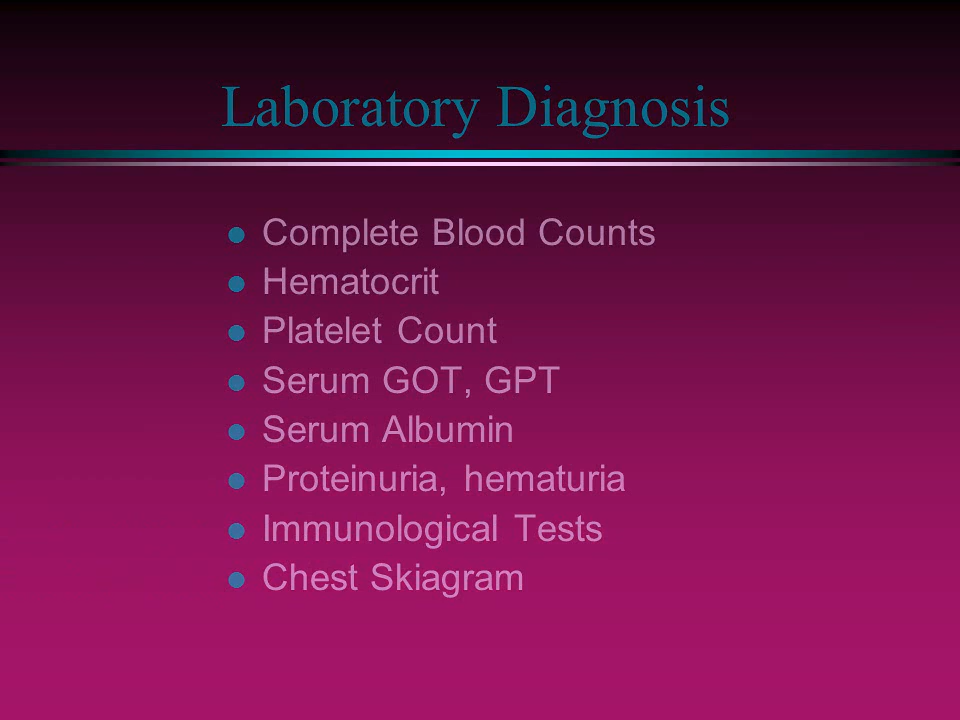 Laboratory Diagnosis
Complete Blood Counts
Hematocrit
Platelet Count
Serum GOT, GPT
Serum Albumin
Proteinuria, hematuria
Immunological Tests
Chest Skiagram